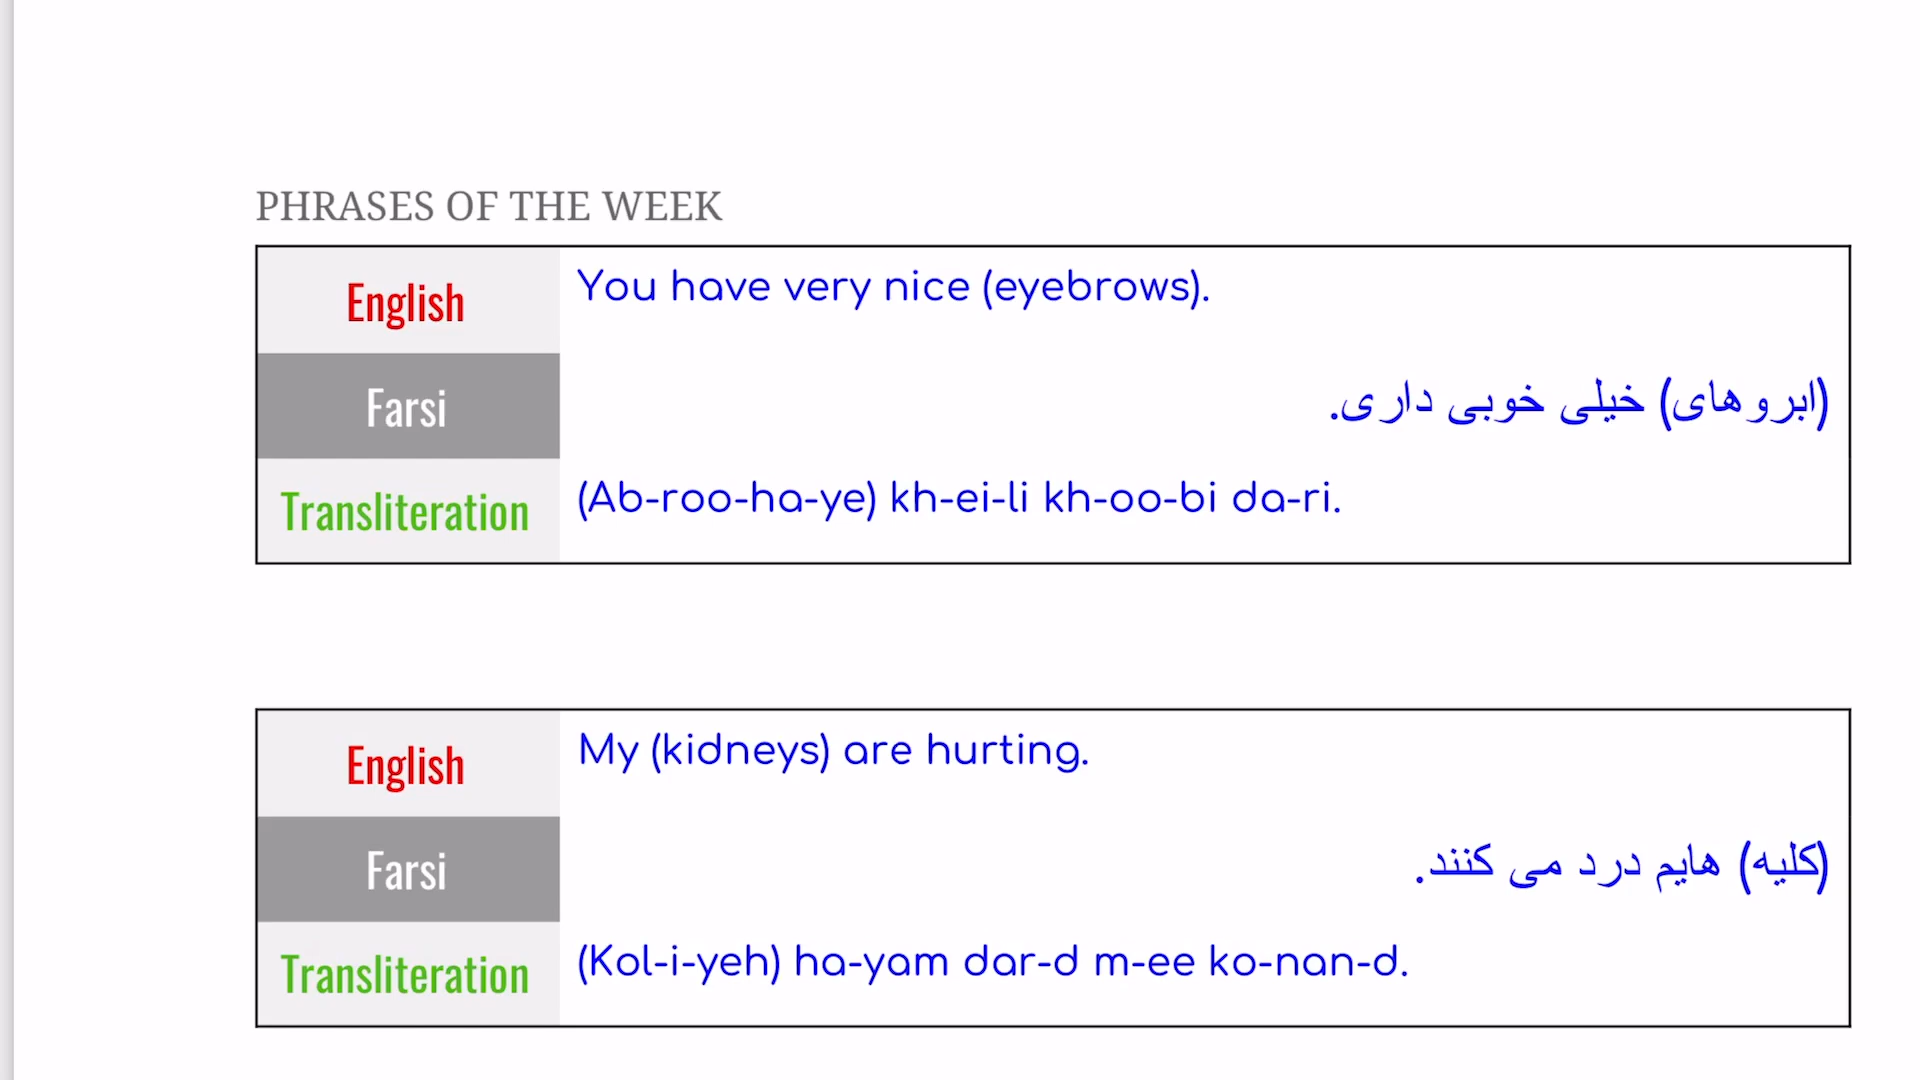 PHRASES OF THE WEEK
English
You have very nice (eyebrows).
Farsi
(ابروهای) خیلی خوبی داری.
Transliteration
(Ab-roo-ha-ye) kh-ei-li kh-oo-bi da-ri.
English
My (kidneys) are hurting.
Farsi
(کلیه) هایم درد می کنند.
Transliteration
(Kol-i-yeh) ha-yam dar-d m-ee ko-nan-d.